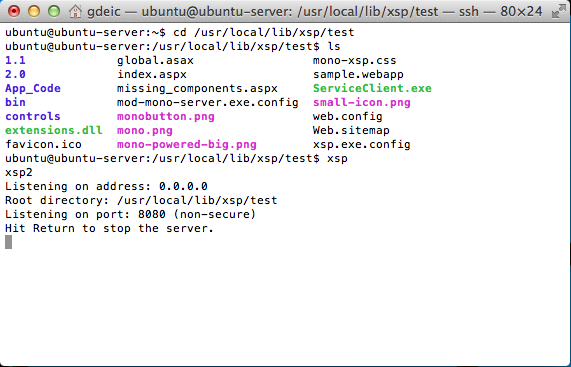 gdeic — ubuntu@ubuntu-server: /usr/local/lib/xsp/test — ssh — 80×24
ubuntu@ubuntu-server:~$ cd /usr/local/lib/xsp/test
ubuntu@ubuntu-server:/usr/local/lib/xsp/test$ ls
1.1 global.asax mono-xsp.css
2.0 index.aspx sample.webapp
App_Code missing_components.aspx ServiceClient.exe
bin mod-mono-server.exe.config small-icon.png
controls monobutton.png web.config
extensions.dll mono.png Web.sitemap
favicon.ico mono-powered-big.png xsp.exe.config
ubuntu@ubuntu-server:/usr/local/lib/xsp/test$ xsp
xsp2
Listening on address: 0.0.0.0
Root directory: /usr/local/lib/xsp/test
Listening on port: 8080 (non-secure)
Hit Return to stop the server.